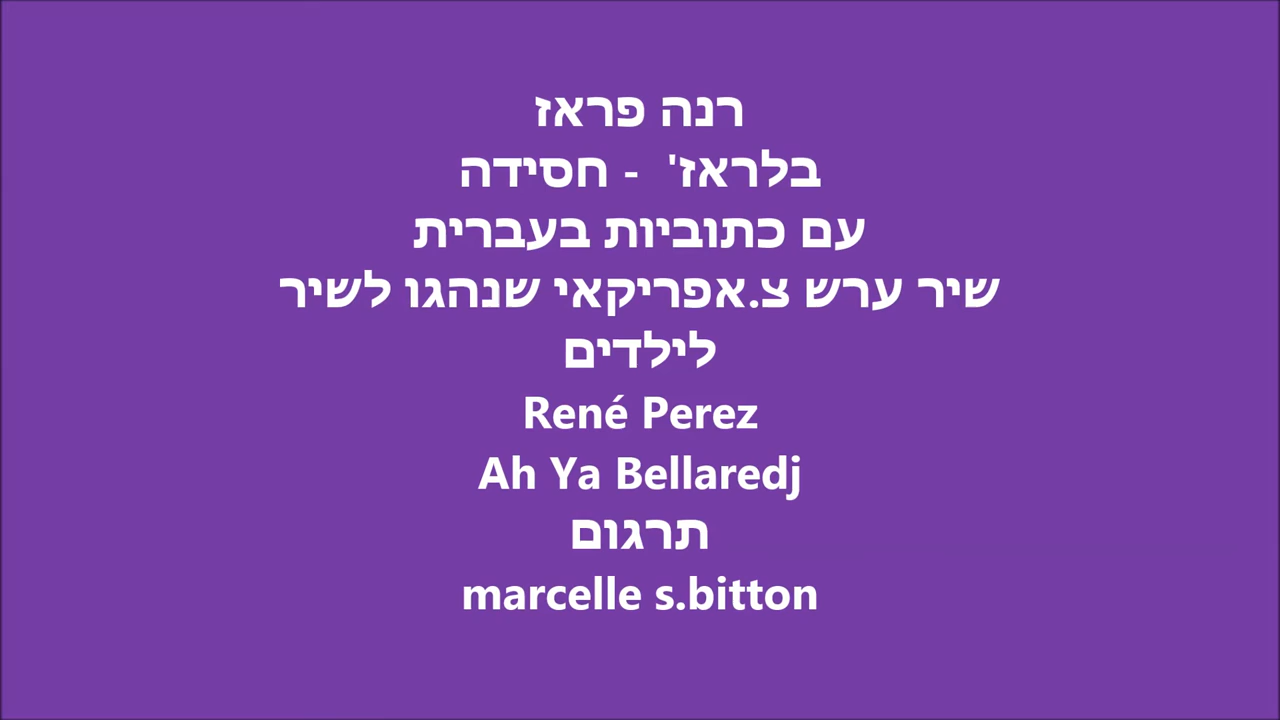 רנה פראז
בלראז' - חסידה
עם כתוביות בעברית
שיר ערש צ.אפריקאי שנהגו לשיר
לילדים
René Perez
Ah Ya Bellaredj
תרגום
marcelle s.bitton